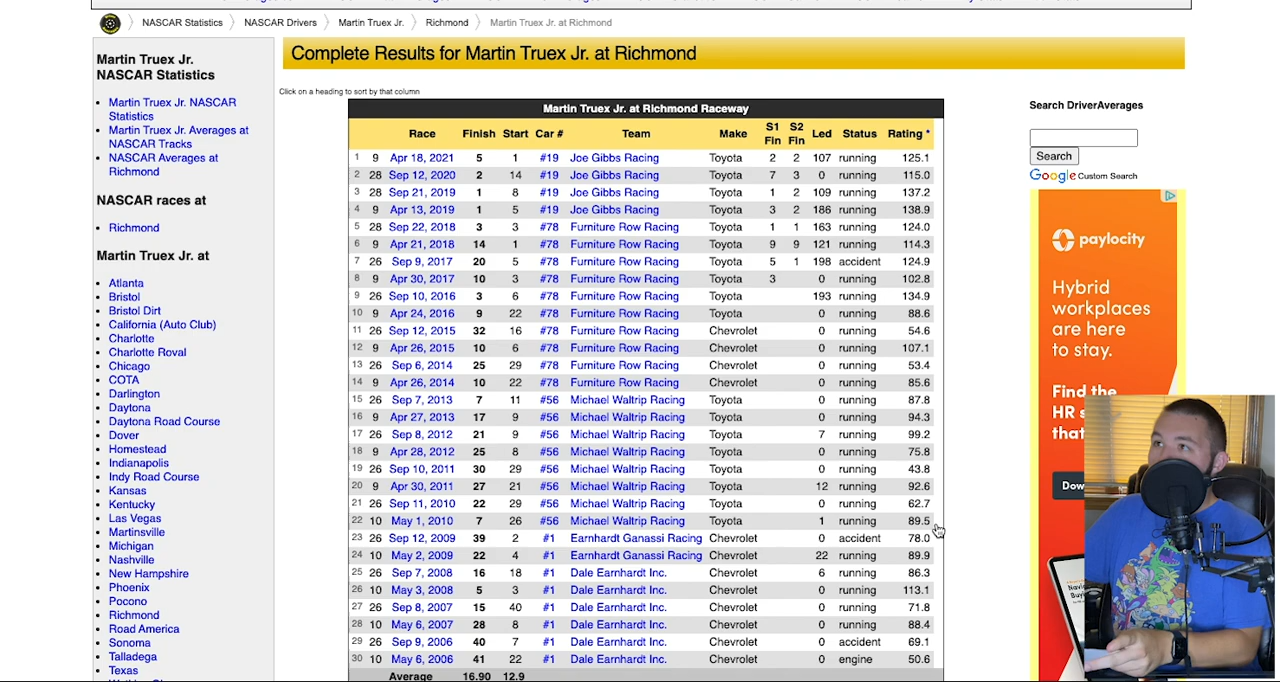 NASCAR Statistics 〉 NASCAR Drivers 〉 Martin Truex Jr. 〉 Richmond 〉 Martin Truex Jr. at Richmond
Martin Truex Jr.
NASCAR Statistics
Martin Truex Jr. NASCAR
Statistics
Martin Truex Jr. Averages at
NASCAR Tracks
NASCAR Averages at
Richmond
NASCAR races at
Richmond
Martin Truex Jr. at
Atlanta
Bristol
Bristol Dirt
California (Auto Club)
Charlotte
Charlotte Roval
Chicago
COTA
Darlington
Daytona
Daytona Road Course
Dover
Homestead
Indianapolis
Indy Road Course
Kansas
Kentucky
Las Vegas
Martinsville
Michigan
Nashville
New Hampshire
Phoenix
Pocono
Richmond
Road America
Sonoma
Talladega
Texas
Complete Results for Martin Truex Jr. at Richmond
Click on a heading to sort by that column
Martin Truex Jr. at Richmond Raceway
Race Finish Start Car # Team Make S1 Fin S2 Fin Led Status Rating *
1 9 Apr 18, 2021 5 1 #19 Joe Gibbs Racing Toyota 2 2 107 running 125.1
2 28 Sep 12, 2020 2 14 #19 Joe Gibbs Racing Toyota 7 3 0 running 115.0
3 28 Sep 21, 2019 1 8 #19 Joe Gibbs Racing Toyota 1 2 109 running 137.2
4 9 Apr 13, 2019 1 5 #19 Joe Gibbs Racing Toyota 3 2 186 running 138.9
5 28 Sep 22, 2018 3 3 #78 Furniture Row Racing Toyota 1 1 163 running 124.0
6 9 Apr 21, 2018 14 1 #78 Furniture Row Racing Toyota 9 9 121 running 114.3
7 26 Sep 9, 2017 20 5 #78 Furniture Row Racing Toyota 5 1 198 accident 124.9
8 9 Apr 30, 2017 10 3 #78 Furniture Row Racing Toyota 3 0 running 102.8
9 26 Sep 10, 2016 3 6 #78 Furniture Row Racing Toyota 193 running 134.9
10 9 Apr 24, 2016 9 22 #78 Furniture Row Racing Toyota 0 running 88.6
11 26 Sep 12, 2015 32 16 #78 Furniture Row Racing Chevrolet 0 running 54.6
12 9 Apr 26, 2015 10 6 #78 Furniture Row Racing Chevrolet 0 running 107.1
13 26 Sep 6, 2014 25 29 #78 Furniture Row Racing Chevrolet 0 running 53.4
14 9 Apr 26, 2014 10 22 #78 Furniture Row Racing Chevrolet 0 running 85.6
15 26 Sep 7, 2013 7 11 #56 Michael Waltrip Racing Toyota 0 running 87.8
16 9 Apr 27, 2013 17 9 #56 Michael Waltrip Racing Toyota 0 running 94.3
17 26 Sep 8, 2012 21 9 #56 Michael Waltrip Racing Toyota 7 running 99.2
18 9 Apr 28, 2012 25 8 #56 Michael Waltrip Racing Toyota 0 running 75.8
19 26 Sep 10, 2011 30 29 #56 Michael Waltrip Racing Toyota 0 running 43.8
20 9 Apr 30, 2011 27 21 #56 Michael Waltrip Racing Toyota 12 running 92.6
21 26 Sep 11, 2010 22 29 #56 Michael Waltrip Racing Toyota 0 running 62.7
22 10 May 1, 2010 7 26 #56 Michael Waltrip Racing Toyota 1 running 89.5
23 26 Sep 12, 2009 39 2 #1 Earnhardt Ganassi Racing Chevrolet 0 accident 78.0
24 10 May 2, 2009 22 4 #1 Earnhardt Ganassi Racing Chevrolet 22 running 89.9
25 26 Sep 7, 2008 16 18 #1 Dale Earnhardt Inc. Chevrolet 6 running 86.3
26 10 May 3, 2008 5 3 #1 Dale Earnhardt Inc. Chevrolet 0 running 113.1
27 26 Sep 8, 2007 15 40 #1 Dale Earnhardt Inc. Chevrolet 0 running 71.8
28 10 May 6, 2007 28 8 #1 Dale Earnhardt Inc. Chevrolet 0 running 88.4
29 26 Sep 9, 2006 40 7 #1 Dale Earnhardt Inc. Chevrolet 0 accident 69.1
30 10 May 6, 2006 41 22 #1 Dale Earnhardt Inc. Chevrolet 0 engine 50.6
Average 16.90 12.9
Search DriverAverages
Search
Google Custom Search
paylocity
Hybrid
workplaces
are here
to stay.
Find the
HR
that